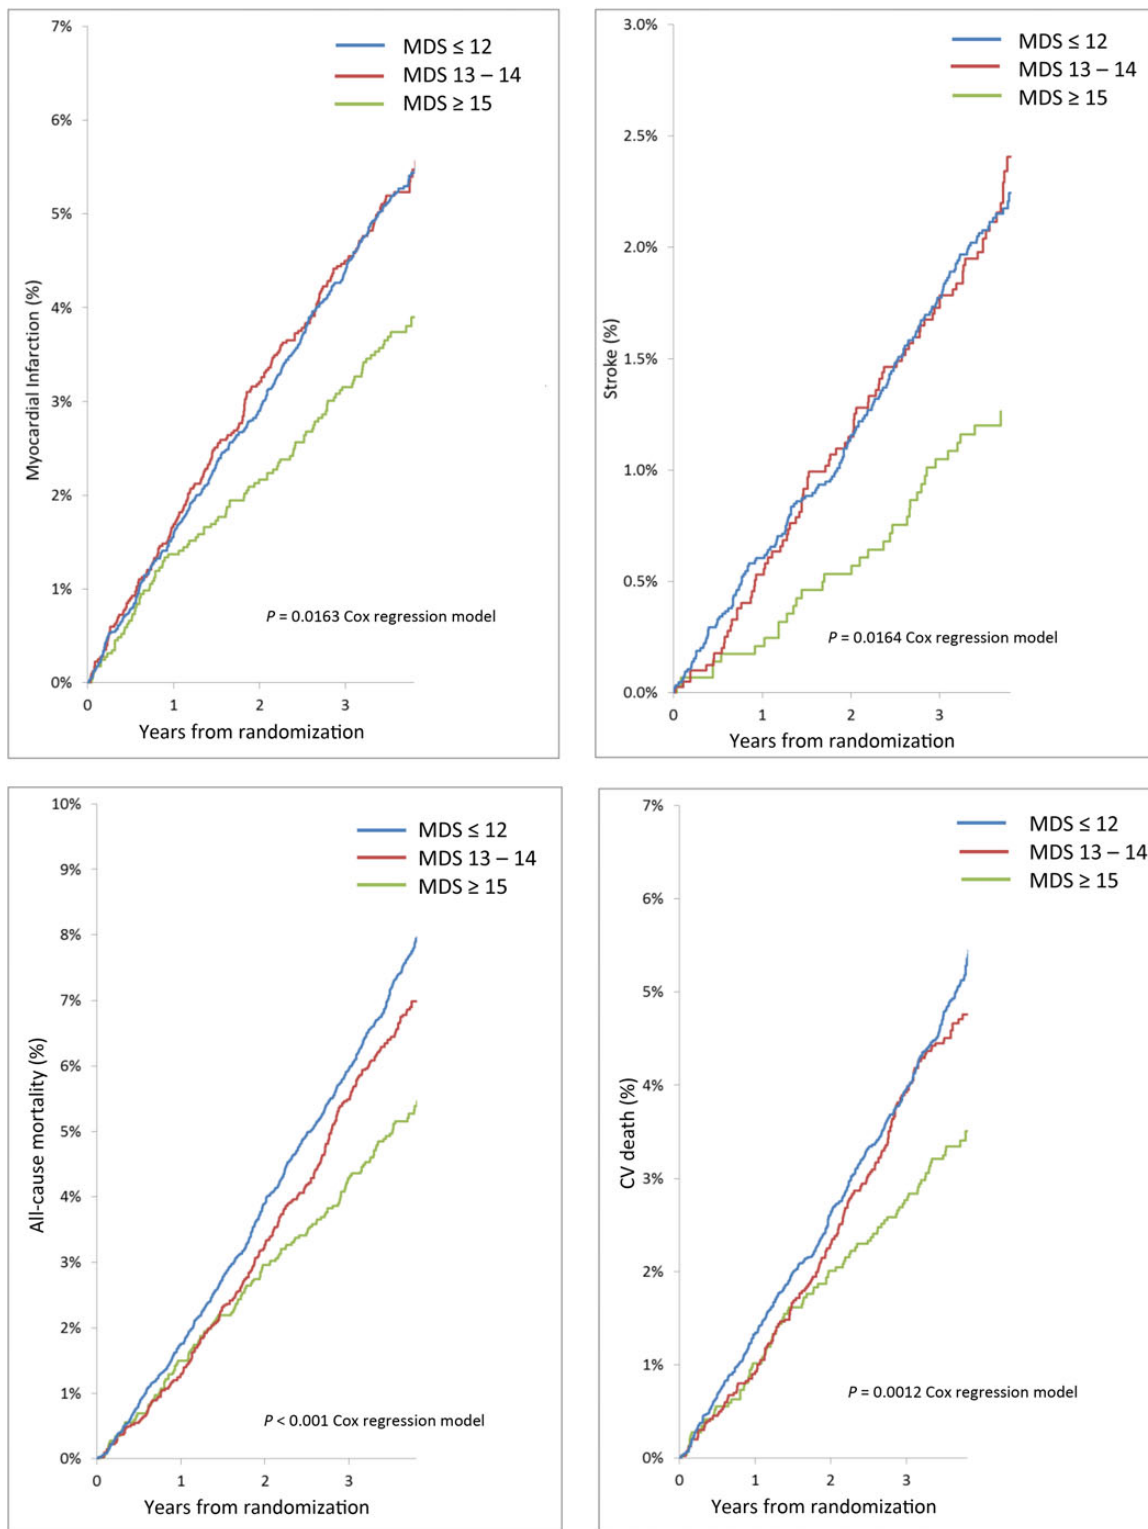 7%
6%
5%
4%
3%
2%
1%
0%
Myocardial Infarction (%)
MDS ≤ 12
MDS 13 – 14
MDS ≥ 15
P = 0.0163 Cox regression model
0 1 2 3
Years from randomization
3.0%
2.5%
2.0%
1.5%
1.0%
0.5%
0.0%
Stroke (%)
MDS ≤ 12
MDS 13 – 14
MDS ≥ 15
P = 0.0164 Cox regression model
0 1 2 3
Years from randomization
10%
9%
8%
7%
6%
5%
4%
3%
2%
1%
0%
All-cause mortality (%)
MDS ≤ 12
MDS 13 – 14
MDS ≥ 15
P < 0.001 Cox regression model
0 1 2 3
Years from randomization
7%
6%
5%
4%
3%
2%
1%
0%
CV death (%)
MDS ≤ 12
MDS 13 – 14
MDS ≥ 15
P = 0.0012 Cox regression model
0 1 2 3
Years from randomization